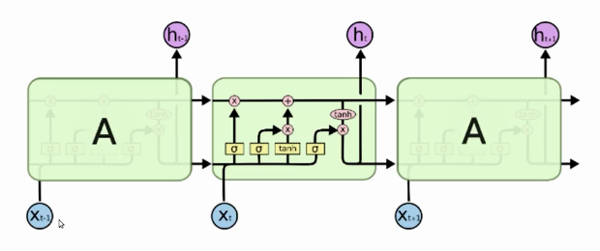 h t-1 h t h t+1
A × + tanh A
× ×
σ σ tanh σ
x t-1 x t x t+1